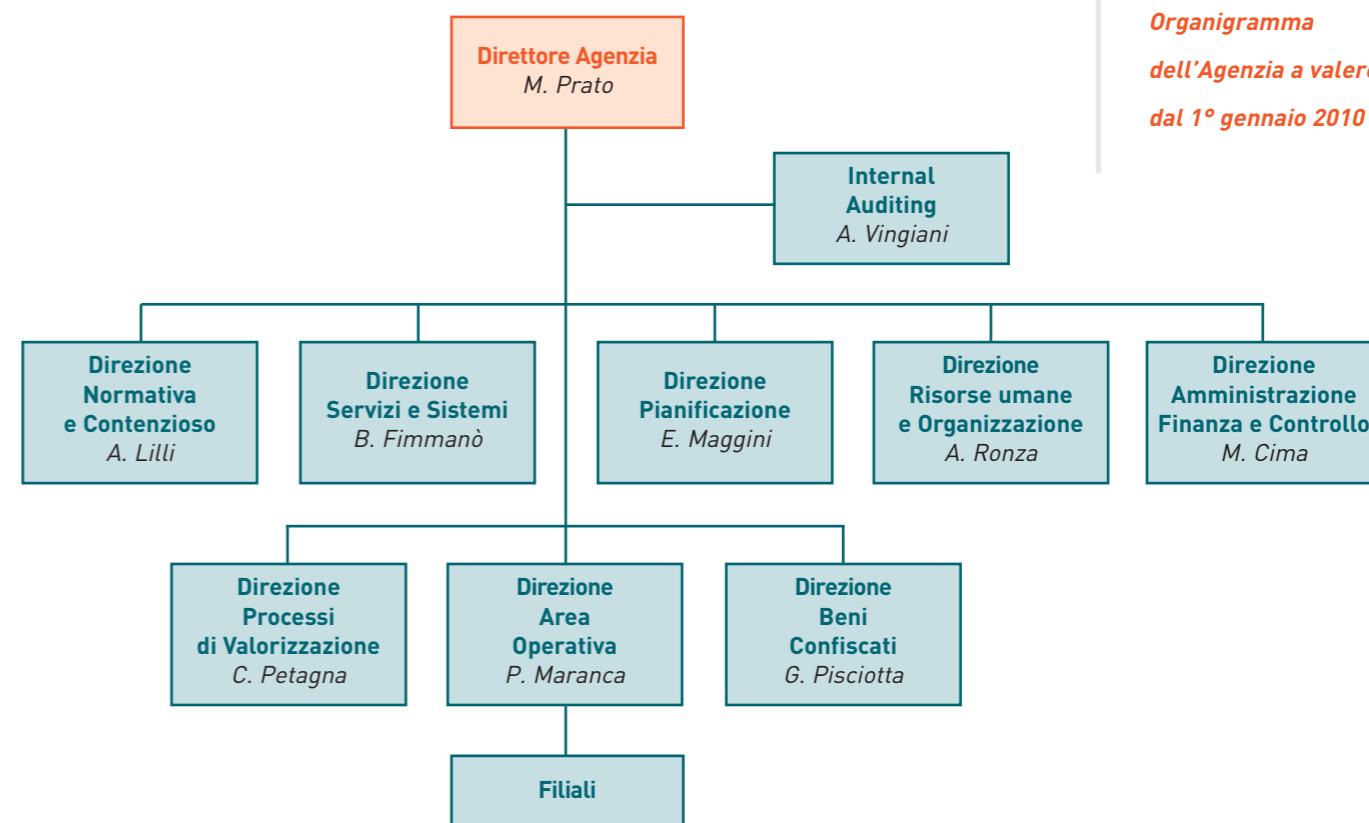 Organigramma
dell'Agenzia a valere
dal 1° gennaio 2010
Direttore Agenzia
M. Prato
Internal
Auditing
A. Vingiani
Direzione
Normativa
e Contenzioso
A. Lilli
Direzione
Servizi e Sistemi
B. Fimmanò
Direzione
Pianificazione
E. Maggini
Direzione
Risorse umane
e Organizzazione
A. Ronza
Direzione
Amministrazione
Finanza e Controllo
M. Cima
Direzione
Processi
di Valorizzazione
C. Petagna
Direzione
Area
Operativa
P. Maranca
Direzione
Beni
Confiscati
G. Pisciotta
Filiali